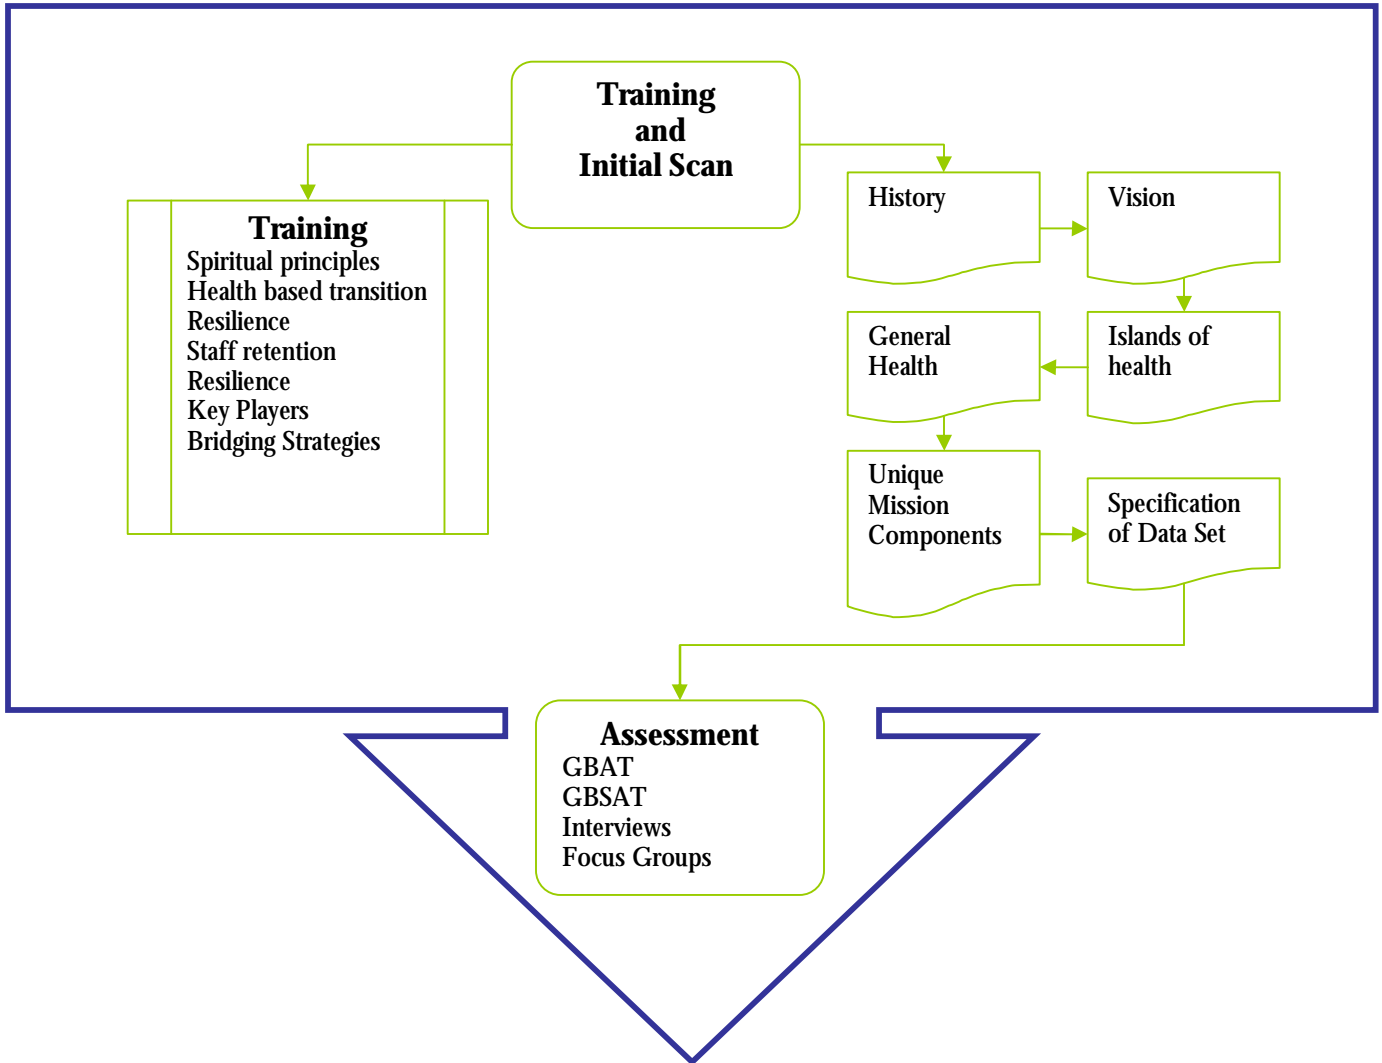 Training
and
Initial Scan
Training
Spiritual principles
Health based transition
Resilience
Staff retention
Resilience
Key Players
Bridging Strategies
History
Vision
Islands of
health
General
Health
Unique
Mission
Components
Specification
of Data Set
Assessment
GBAT
GBSAT
Interviews
Focus Groups